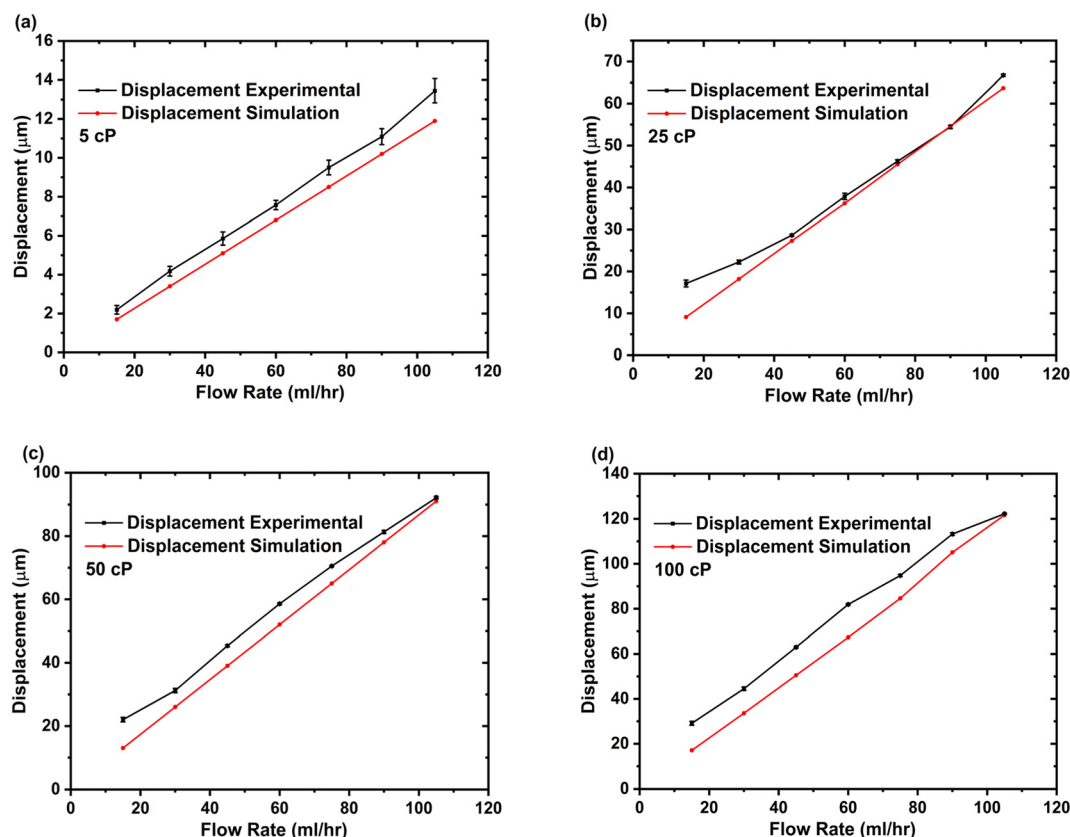 (a)
16
14
12
10
8
6
4
2
0
Displacement (μm)
Displacement Experimental
Displacement Simulation
5 cP
0 20 40 60 80 100 120
Flow Rate (ml/hr)
(b)
70
60
50
40
30
20
10
0
Displacement (μm)
Displacement Experimental
Displacement Simulation
25 cP
0 20 40 60 80 100 120
Flow Rate (ml/hr)
(c)
100
80
60
40
20
0
Displacement (μm)
Displacement Experimental
Displacement Simulation
50 cP
0 20 40 60 80 100 120
Flow Rate (ml/hr)
(d)
140
120
100
80
60
40
20
0
Displacement (μm)
Displacement Experimental
Displacement Simulation
100 cP
0 20 40 60 80 100 120
Flow Rate (ml/hr)